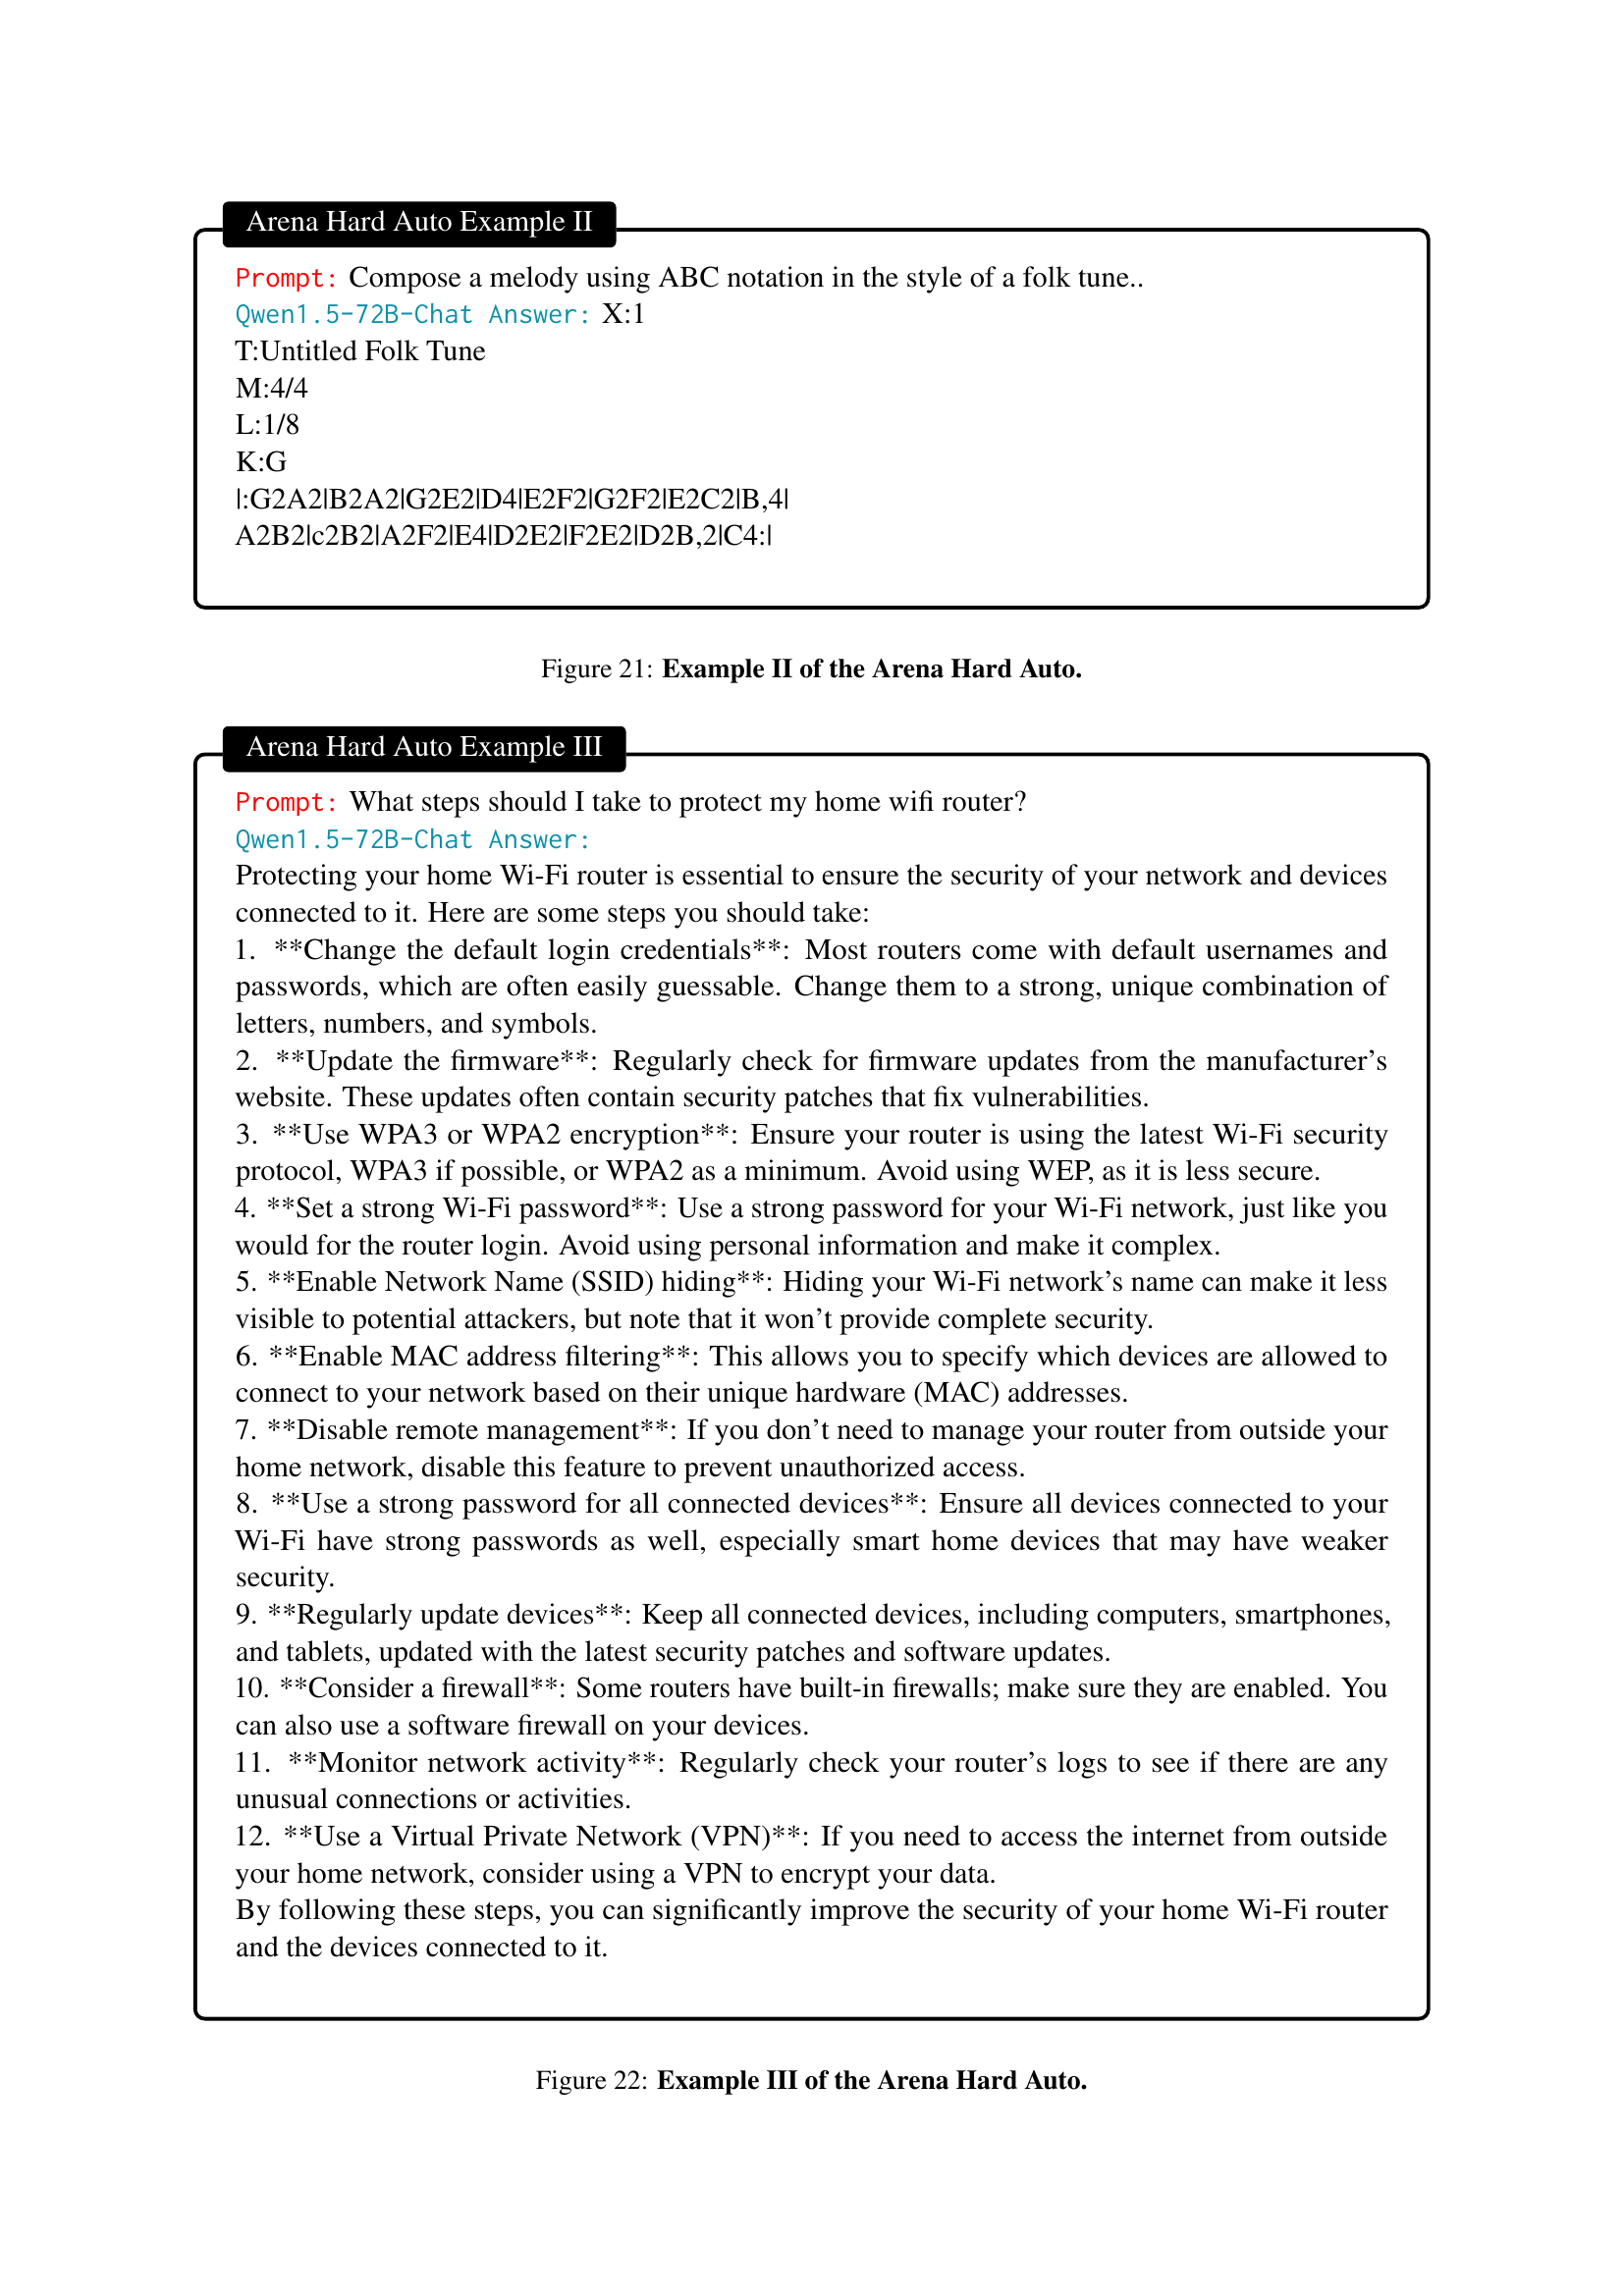 Arena Hard Auto Example II
Prompt: Compose a melody using ABC notation in the style of a folk tune..
Qwen1.5-72B-Chat Answer: X:1
T:Untitled Folk Tune
M:4/4
L:1/8
K:G
|:G2A2|B2A2|G2E2|D4|E2F2|G2F2|E2C2|B,4|
A2B2|c2B2|A2F2|E4|D2E2|F2E2|D2B,2|C4:|
Figure 21: Example II of the Arena Hard Auto.
Arena Hard Auto Example III
Prompt: What steps should I take to protect my home wifi router?
Qwen1.5-72B-Chat Answer:
Protecting your home Wi-Fi router is essential to ensure the security of your network and devices
connected to it. Here are some steps you should take:
1. **Change the default login credentials**: Most routers come with default usernames and
passwords, which are often easily guessable. Change them to a strong, unique combination of
letters, numbers, and symbols.
2. **Update the firmware**: Regularly check for firmware updates from the manufacturer's
website. These updates often contain security patches that fix vulnerabilities.
3. **Use WPA3 or WPA2 encryption**: Ensure your router is using the latest Wi-Fi security
protocol, WPA3 if possible, or WPA2 as a minimum. Avoid using WEP, as it is less secure.
4. **Set a strong Wi-Fi password**: Use a strong password for your Wi-Fi network, just like you
would for the router login. Avoid using personal information and make it complex.
5. **Enable Network Name (SSID) hiding**: Hiding your Wi-Fi network's name can make it less
visible to potential attackers, but note that it won't provide complete security.
6. **Enable MAC address filtering**: This allows you to specify which devices are allowed to
connect to your network based on their unique hardware (MAC) addresses.
7. **Disable remote management**: If you don't need to manage your router from outside your
home network, disable this feature to prevent unauthorized access.
8. **Use a strong password for all connected devices**: Ensure all devices connected to your
Wi-Fi have strong passwords as well, especially smart home devices that may have weaker
security.
9. **Regularly update devices**: Keep all connected devices, including computers, smartphones,
and tablets, updated with the latest security patches and software updates.
10. **Consider a firewall**: Some routers have built-in firewalls; make sure they are enabled. You
can also use a software firewall on your devices.
11. **Monitor network activity**: Regularly check your router's logs to see if there are any
unusual connections or activities.
12. **Use a Virtual Private Network (VPN)**: If you need to access the internet from outside
your home network, consider using a VPN to encrypt your data.
By following these steps, you can significantly improve the security of your home Wi-Fi router
and the devices connected to it.
Figure 22: Example III of the Arena Hard Auto.